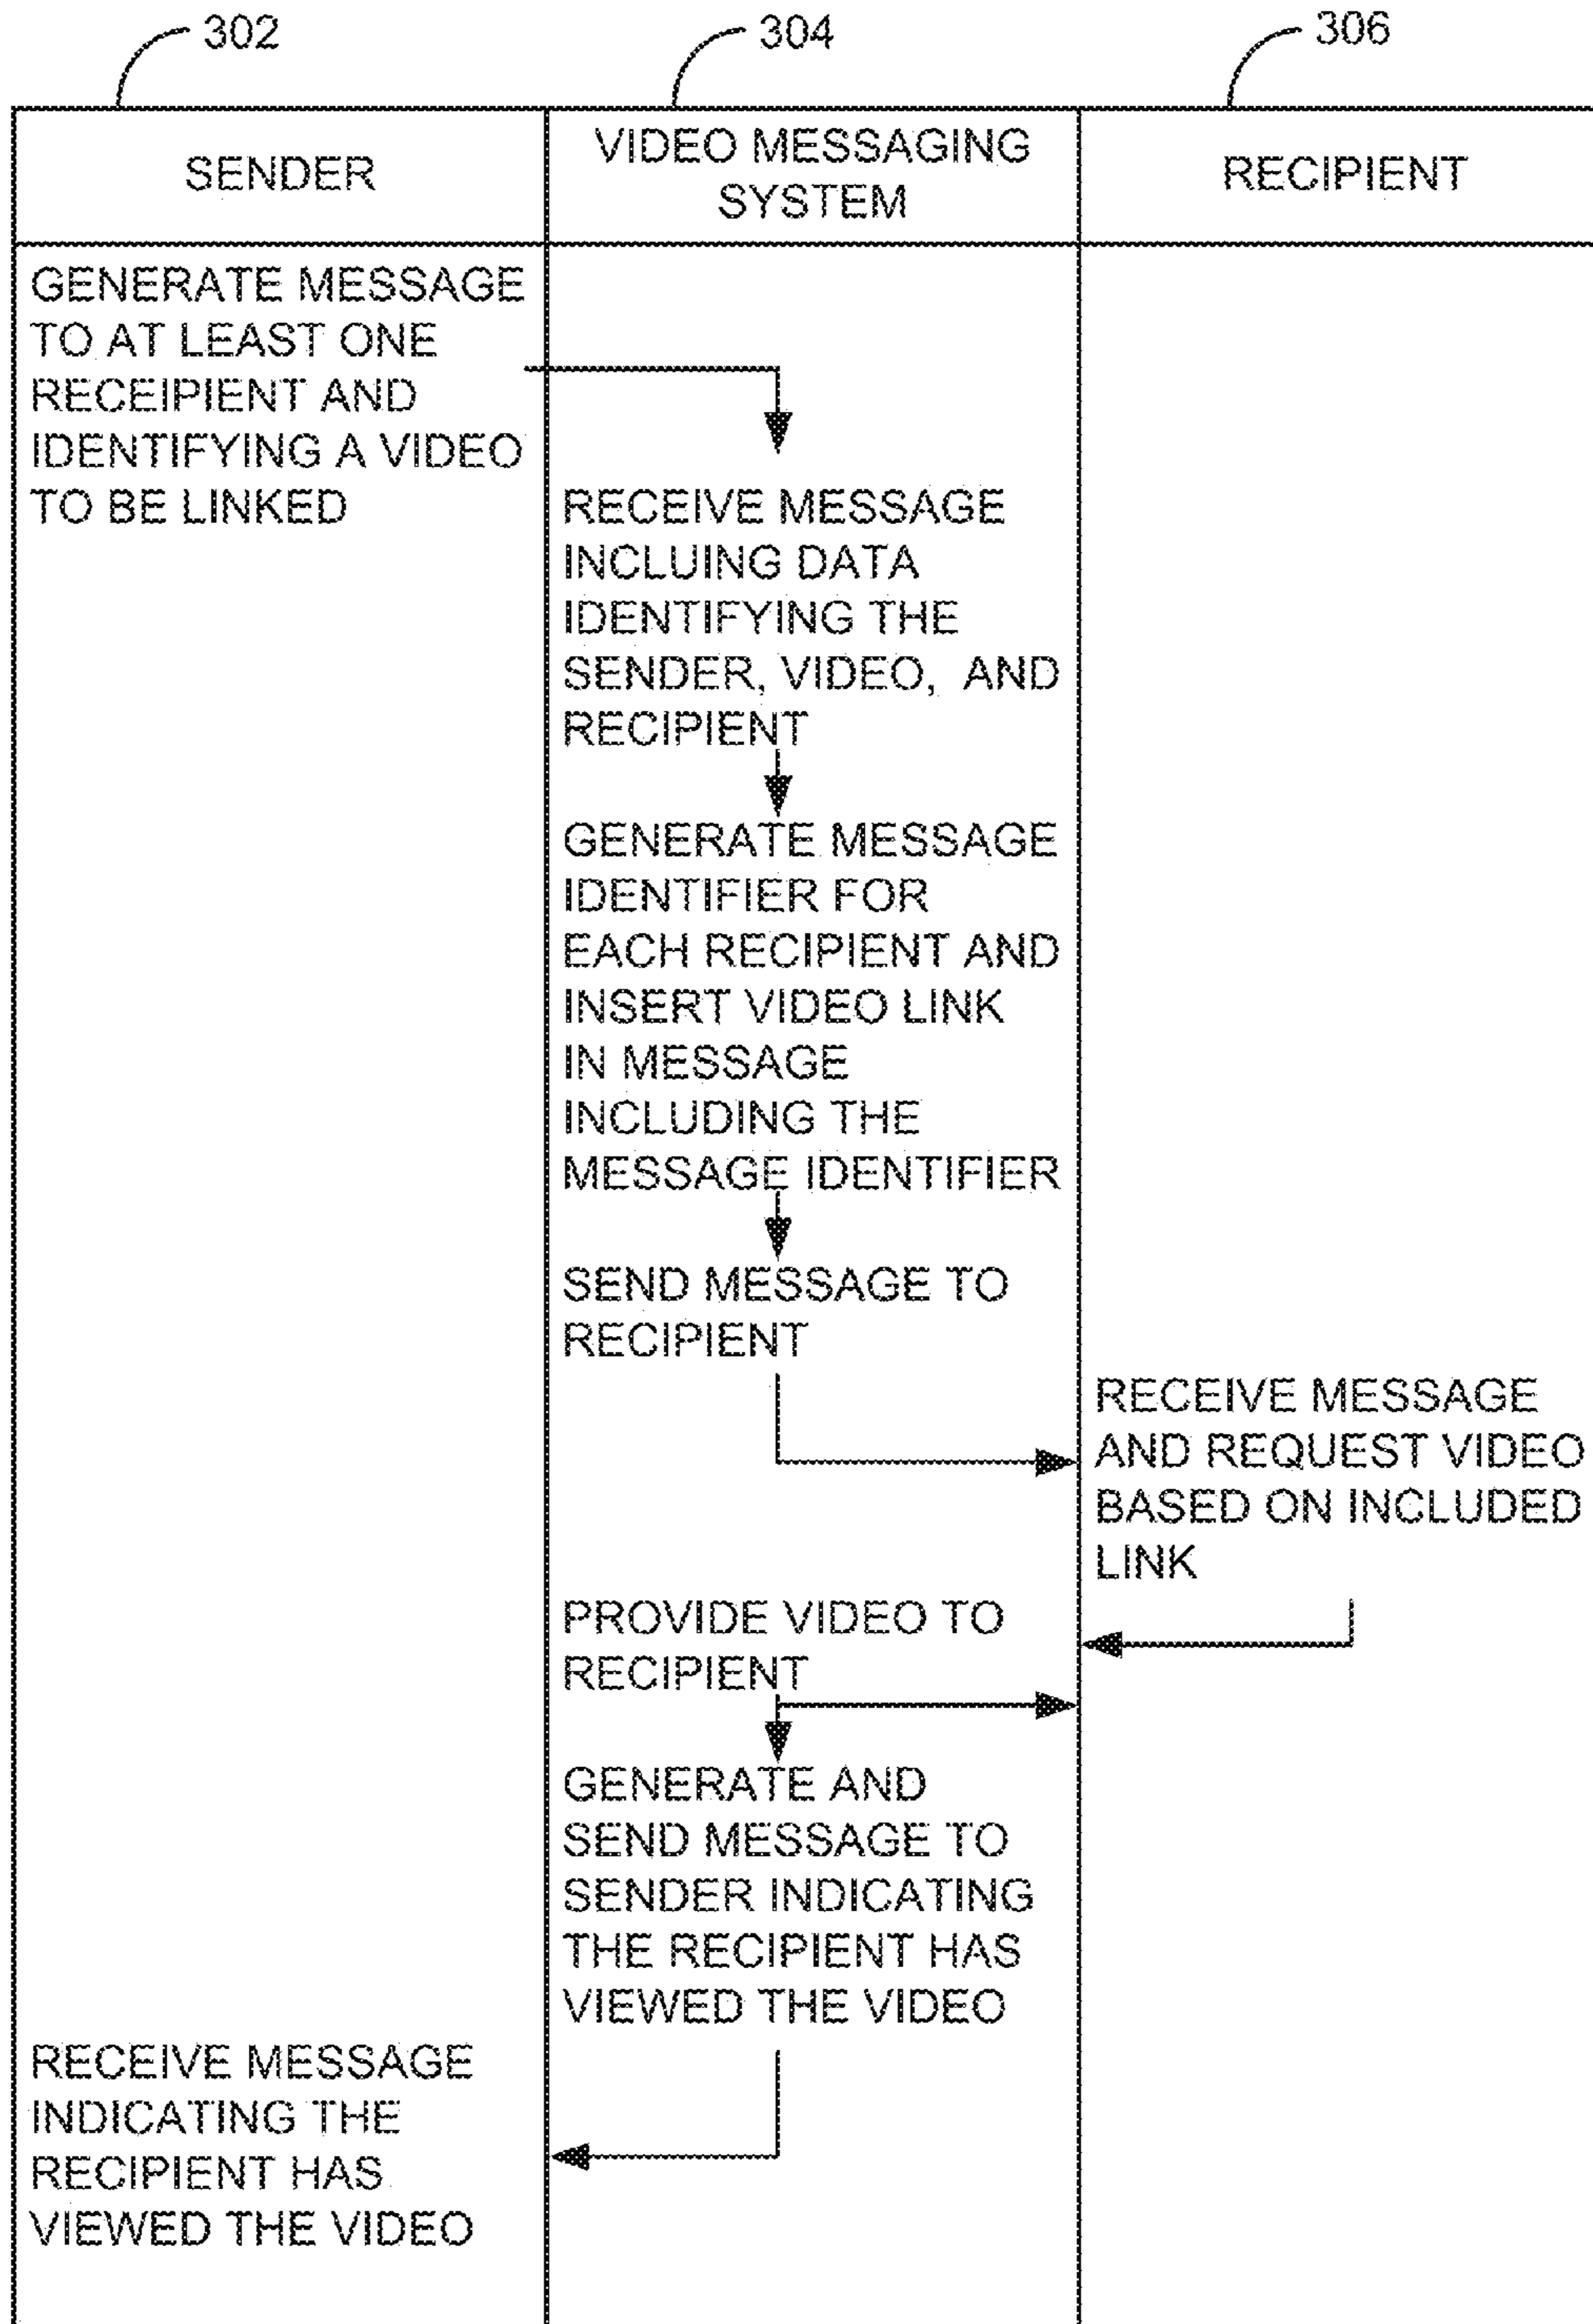 302
304
306
SENDER
VIDEO MESSAGING
SYSTEM
RECIPIENT
GENERATE MESSAGE
TO AT LEAST ONE
RECEIPIENT AND
IDENTIFYING A VIDEO
TO BE LINKED
RECEIVE MESSAGE
INCLUING DATA
IDENTIFYING THE
SENDER, VIDEO, AND
RECIPIENT
GENERATE MESSAGE
IDENTIFIER FOR
EACH RECIPIENT AND
INSERT VIDEO LINK
IN MESSAGE
INCLUDING THE
MESSAGE IDENTIFIER
SEND MESSAGE TO
RECIPIENT
RECEIVE MESSAGE
AND REQUEST VIDEO
BASED ON INCLUDED
LINK
PROVIDE VIDEO TO
RECIPIENT
GENERATE AND
SEND MESSAGE TO
SENDER INDICATING
THE RECIPIENT HAS
VIEWED THE VIDEO
RECEIVE MESSAGE
INDICATING THE
RECIPIENT HAS
VIEWED THE VIDEO